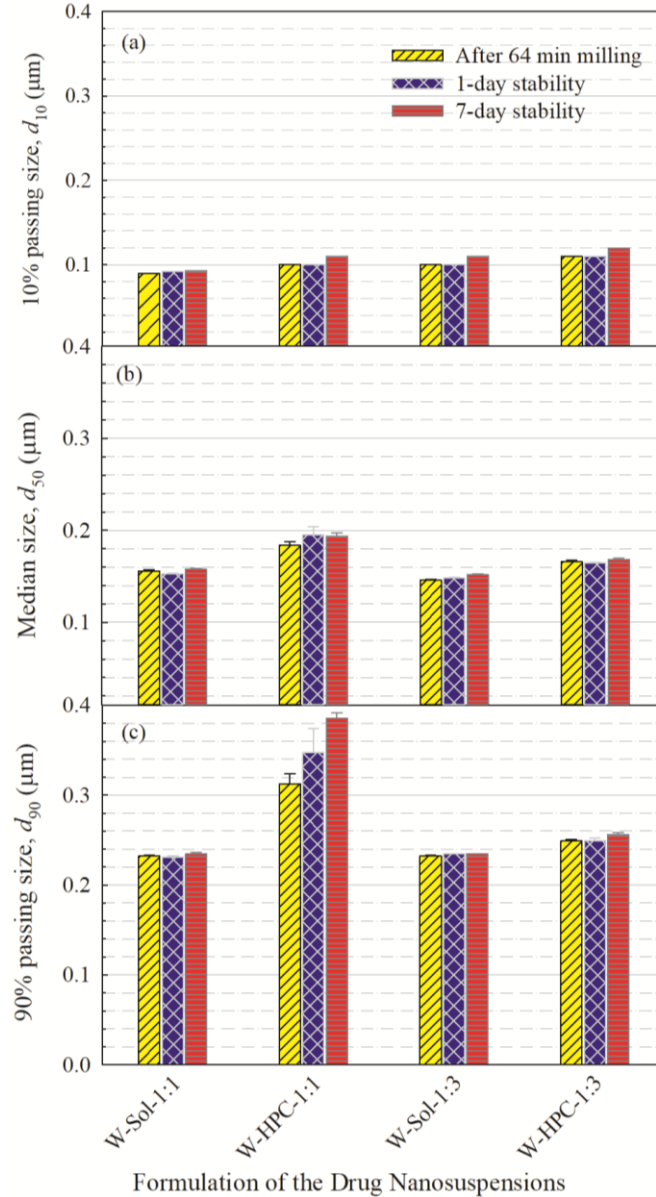 0.4
(a)
After 64 min milling
1-day stability
7-day stability
0.3
0.2
0.1
10% passing size, d10 (μm)
0.4
(b)
0.3
0.2
0.1
Median size, d50 (μm)
0.4
(c)
0.3
0.2
0.1
0.0
90% passing size, d90 (μm)
W-Sol-1:1
W-HPC-1:1
W-Sol-1:3
W-HPC-1:3
Formulation of the Drug Nanosuspensions